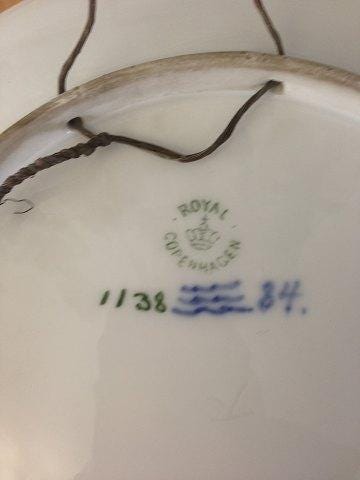 ROYAL
COPENHAGEN
1138 84.